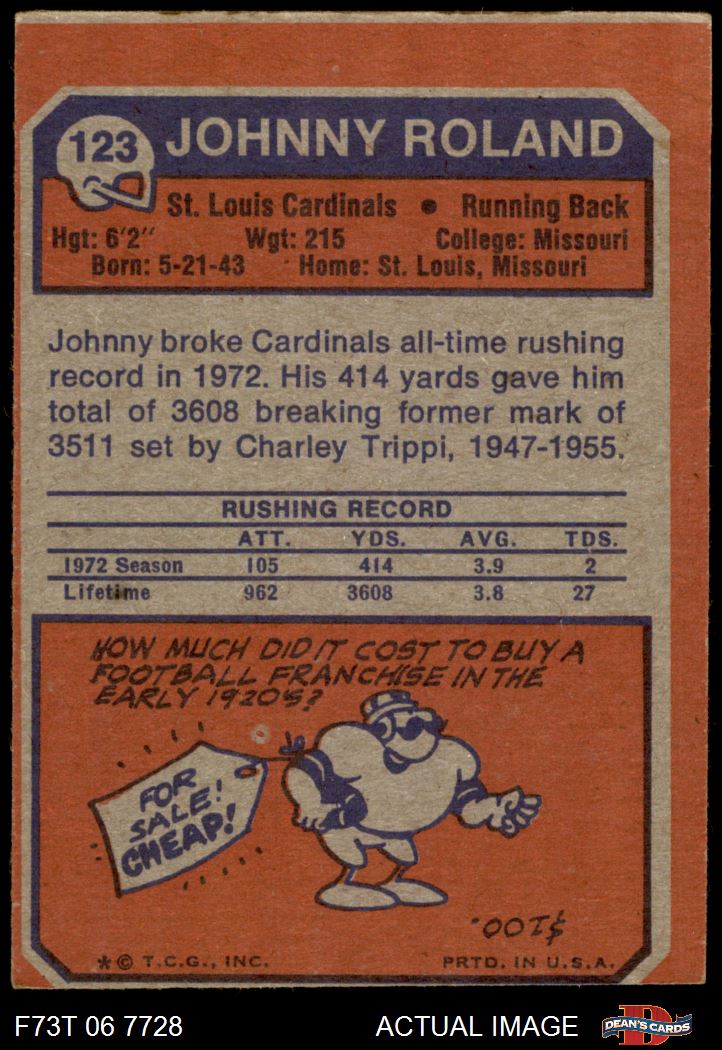 123 JOHNNY ROLAND
St. Louis Cardinals • Running Back
Hgt: 6'2" Wgt: 215 College: Missouri
Born: 5-21-43 Home: St. Louis, Missouri
Johnny broke Cardinals all-time rushing
record in 1972. His 414 yards gave him
total of 3608 breaking former mark of
3511 set by Charley Trippi, 1947-1955.
RUSHING RECORD
ATT. YDS. AVG. TDS.
1972 Season 105 414 3.9 2
Lifetime 962 3608 3.8 27
HOW MUCH DID IT COST TO BUY A
FOOTBALL FRANCHISE IN THE
EARLY 1920'S?
FOR
SALE!
CHEAP!
$100.
* © T.C.G., INC. PRTD. IN U.S.A.
F73T 06 7728 ACTUAL IMAGE D DEAN'S CARDS